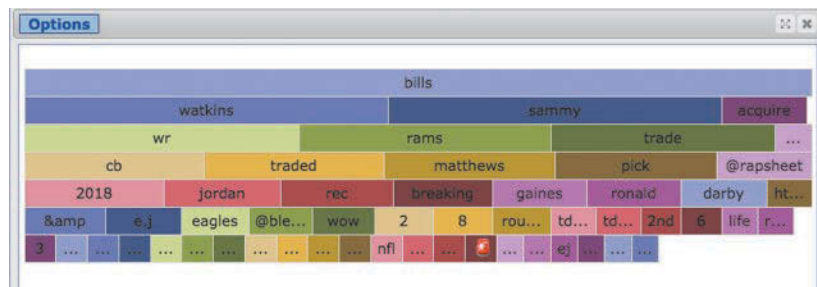 Options
bills
watkins sammy acquire
wr rams trade ...
cb traded matthews pick @rapsheet
2018 jordan rec breaking gaines ronald darby ht...
&amp e.j eagles @ble... wow 2 8 rou... td... td... 2nd 6 life r...
3 ... ... ... ... ... ... ... ... ... nfl ... ... 🚨 ... ... ej ... ... ...